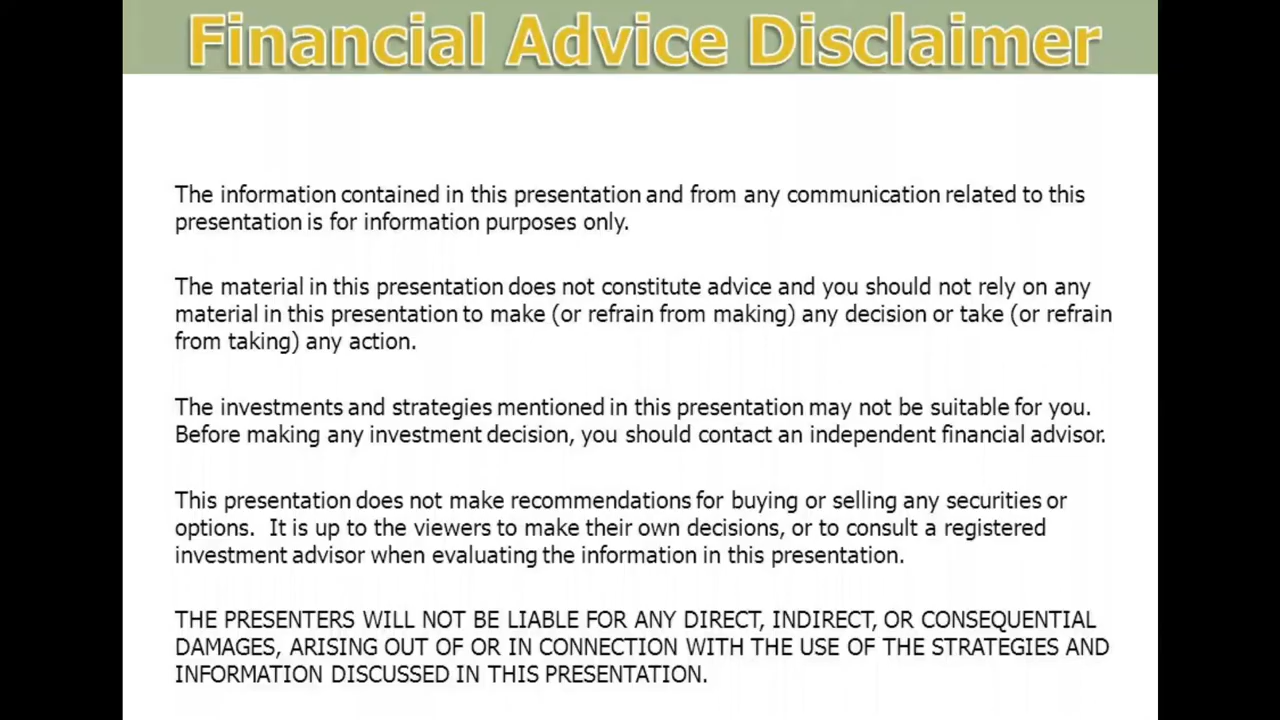 Financial Advice Disclaimer
The information contained in this presentation and from any communication related to this
presentation is for information purposes only.
The material in this presentation does not constitute advice and you should not rely on any
material in this presentation to make (or refrain from making) any decision or take (or refrain
from taking) any action.
The investments and strategies mentioned in this presentation may not be suitable for you.
Before making any investment decision, you should contact an independent financial advisor.
This presentation does not make recommendations for buying or selling any securities or
options.  It is up to the viewers to make their own decisions, or to consult a registered
investment advisor when evaluating the information in this presentation.
THE PRESENTERS WILL NOT BE LIABLE FOR ANY DIRECT, INDIRECT, OR CONSEQUENTIAL
DAMAGES, ARISING OUT OF OR IN CONNECTION WITH THE USE OF THE STRATEGIES AND
INFORMATION DISCUSSED IN THIS PRESENTATION.